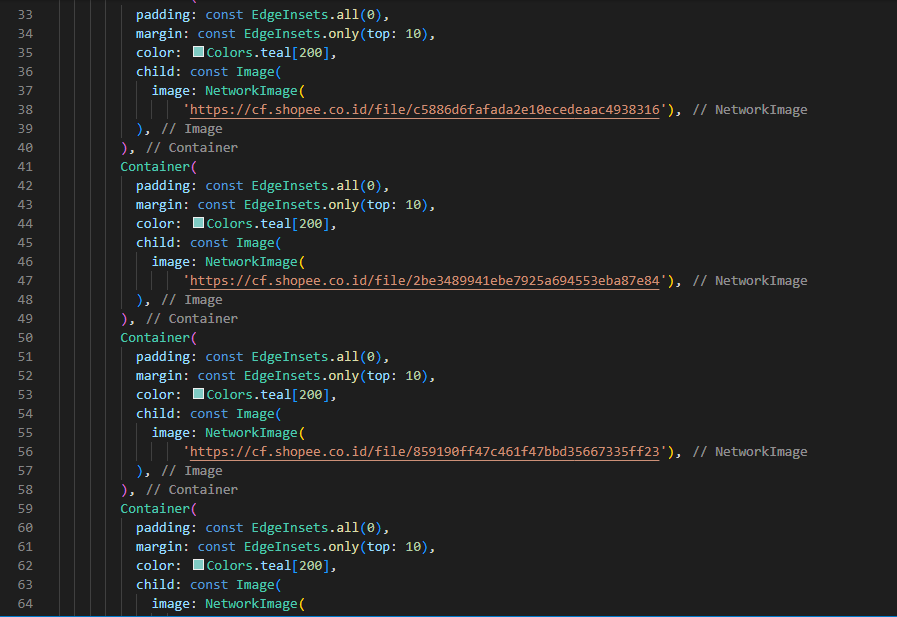 33 padding: const EdgeInsets.all(0),
34 margin: const EdgeInsets.only(top: 10),
35 color: Colors.teal[200],
36 child: const Image(
37 image: NetworkImage(
38 'https://cf.shopee.co.id/file/c5886d6fafada2e10ecedeaac4938316'), // NetworkImage
39 ), // Image
40 ), // Container
41 Container(
42 padding: const EdgeInsets.all(0),
43 margin: const EdgeInsets.only(top: 10),
44 color: Colors.teal[200],
45 child: const Image(
46 image: NetworkImage(
47 'https://cf.shopee.co.id/file/2be3489941ebe7925a694553eba87e84'), // NetworkImage
48 ), // Image
49 ), // Container
50 Container(
51 padding: const EdgeInsets.all(0),
52 margin: const EdgeInsets.only(top: 10),
53 color: Colors.teal[200],
54 child: const Image(
55 image: NetworkImage(
56 'https://cf.shopee.co.id/file/859190ff47c461f47bbd35667335ff23'), // NetworkImage
57 ), // Image
58 ), // Container
59 Container(
60 padding: const EdgeInsets.all(0),
61 margin: const EdgeInsets.only(top: 10),
62 color: Colors.teal[200],
63 child: const Image(
64 image: NetworkImage(